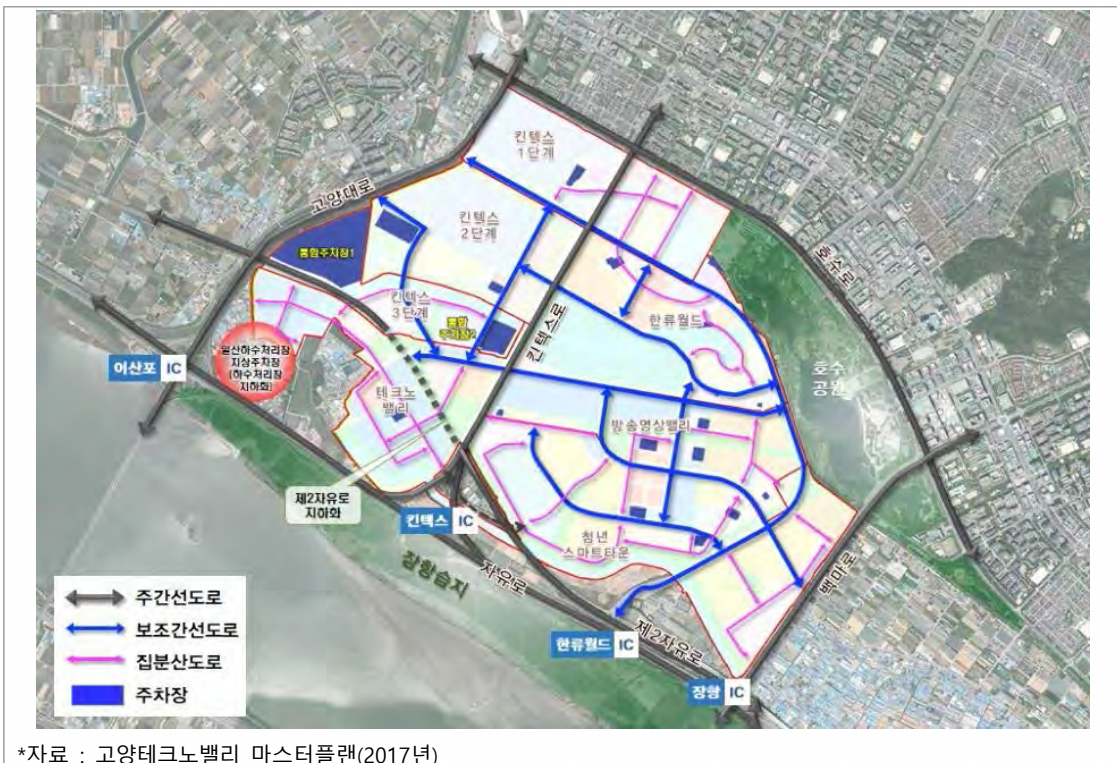 킨텍스
1단계
고양대로
킨텍스
2단계
통합주차장1
호수로
킨텍스
3단계
통합
주차장2
킨텍스로
한류월드
일산하수처리장
지상주차장
(하수처리장
지하화)
이산포 IC
호수
공원
테크노
밸리
방송영상밸리
제2자유로
지하화
킨텍스 IC
청년
스마트타운
장항습지
자유로
백마로
제2자유로
한류월드 IC
장항 IC
주간선도로
보조간선도로
집분산도로
주차장
*자료 : 고양테크노밸리 마스터플랜(2017년)